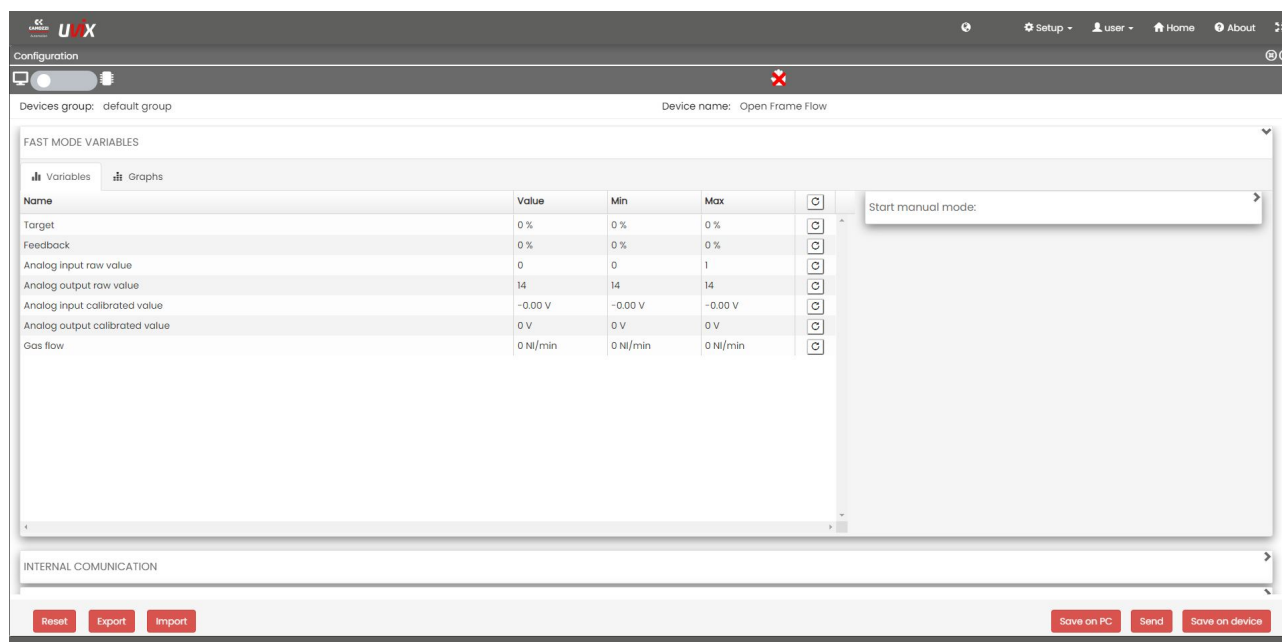 CAMOZZI
UVIX
Setup
user
Home
About
Configuration
Devices group: default group
Device name: Open Frame Flow
FAST MODE VARIABLES
Variables
Graphs
Name Value Min Max
Target 0 % 0 % 0 %
Feedback 0 % 0 % 0 %
Analog input raw value 0 0 1
Analog output raw value 14 14 14
Analog input calibrated value -0.00 V -0.00 V -0.00 V
Analog output calibrated value 0 V 0 V 0 V
Gas flow 0 Nl/min 0 Nl/min 0 Nl/min
Start manual mode:
INTERNAL COMUNICATION
Reset
Export
Import
Save on PC
Send
Save on device